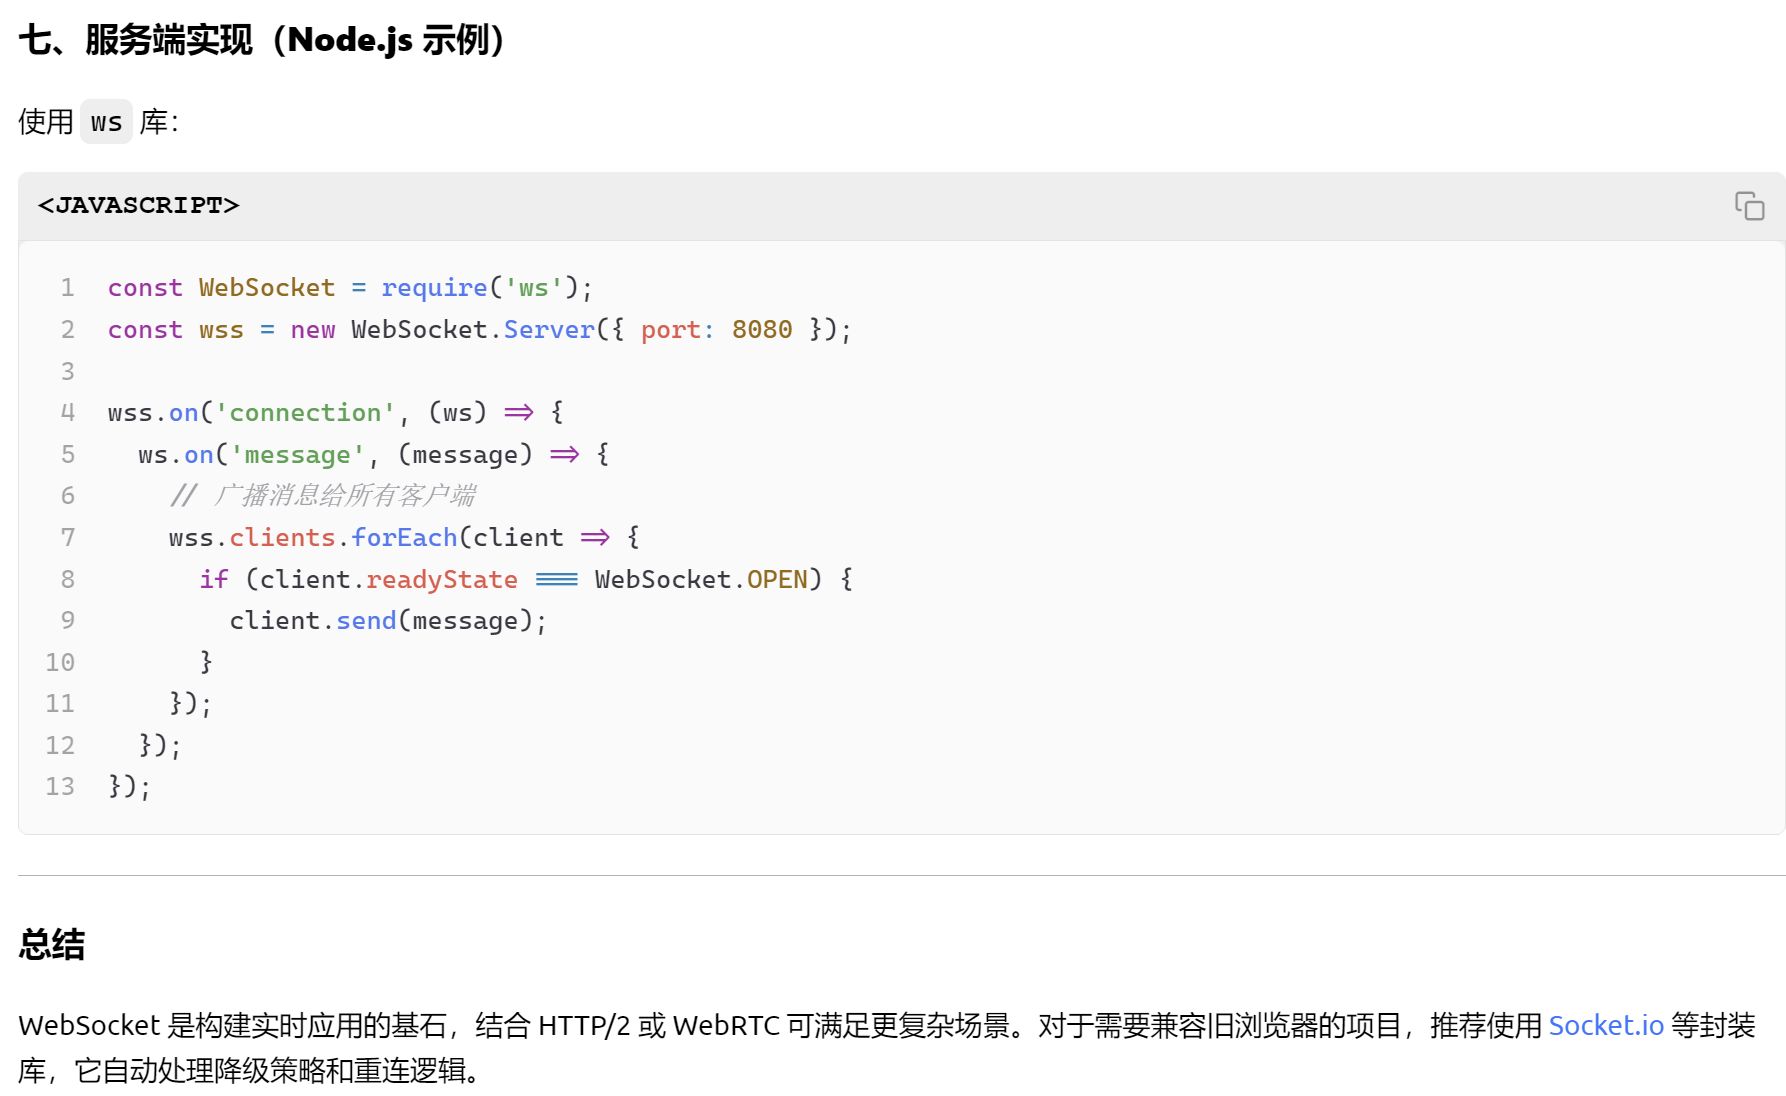 七、服务端实现（Node.js 示例）
使用 ws 库：
<JAVASCRIPT>
1 const WebSocket = require('ws');
2 const wss = new WebSocket.Server({ port: 8080 });
3
4 wss.on('connection', (ws) => {
5   ws.on('message', (message) => {
6     // 广播消息给所有客户端
7     wss.clients.forEach(client => {
8       if (client.readyState === WebSocket.OPEN) {
9         client.send(message);
10       }
11     });
12   });
13 });
总结
WebSocket 是构建实时应用的基石，结合 HTTP/2 或 WebRTC 可满足更复杂场景。对于需要兼容旧浏览器的项目，推荐使用 Socket.io 等封装
库，它自动处理降级策略和重连逻辑。